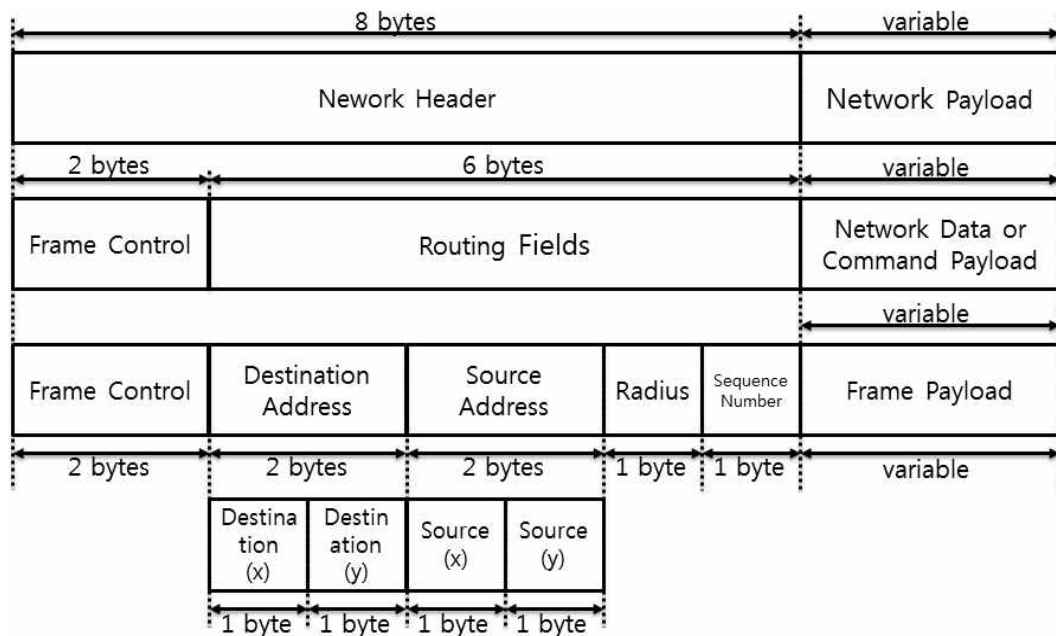 8 bytes
variable
Nework Header
Network Payload
2 bytes
6 bytes
variable
Frame Control
Routing Fields
Network Data or
Command Payload
variable
Frame Control
Destination
Address
Source
Address
Radius
Sequence
Number
Frame Payload
2 bytes
2 bytes
2 bytes
1 byte
1 byte
variable
Destina
tion
(x)
Destin
ation
(y)
Source
(x)
Source
(y)
1 byte
1 byte
1 byte
1 byte